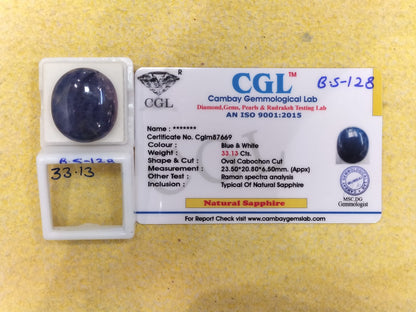 CGL™
R
CGL
Cambay Gemmological Lab
Diamond,Gems, Pearls & Rudraksh Testing Lab
AN ISO 9001:2015
B-S-128
Name : *******
Certificate No. Cglm87669
Colour : Blue & White
Weight : 33.13 Cts.
Shape & Cut : Oval Cabochon Cut
Measurement : 23.50*20.80*6.50mm. (Appx)
Other Test : Raman spectra analysis
Inclusion : Typical Of Natural Sapphire
MSC,DG
Gemmologist
Natural Sapphire
For Report Check -visit www.cambaygemslab.com
B-S-128
33.13